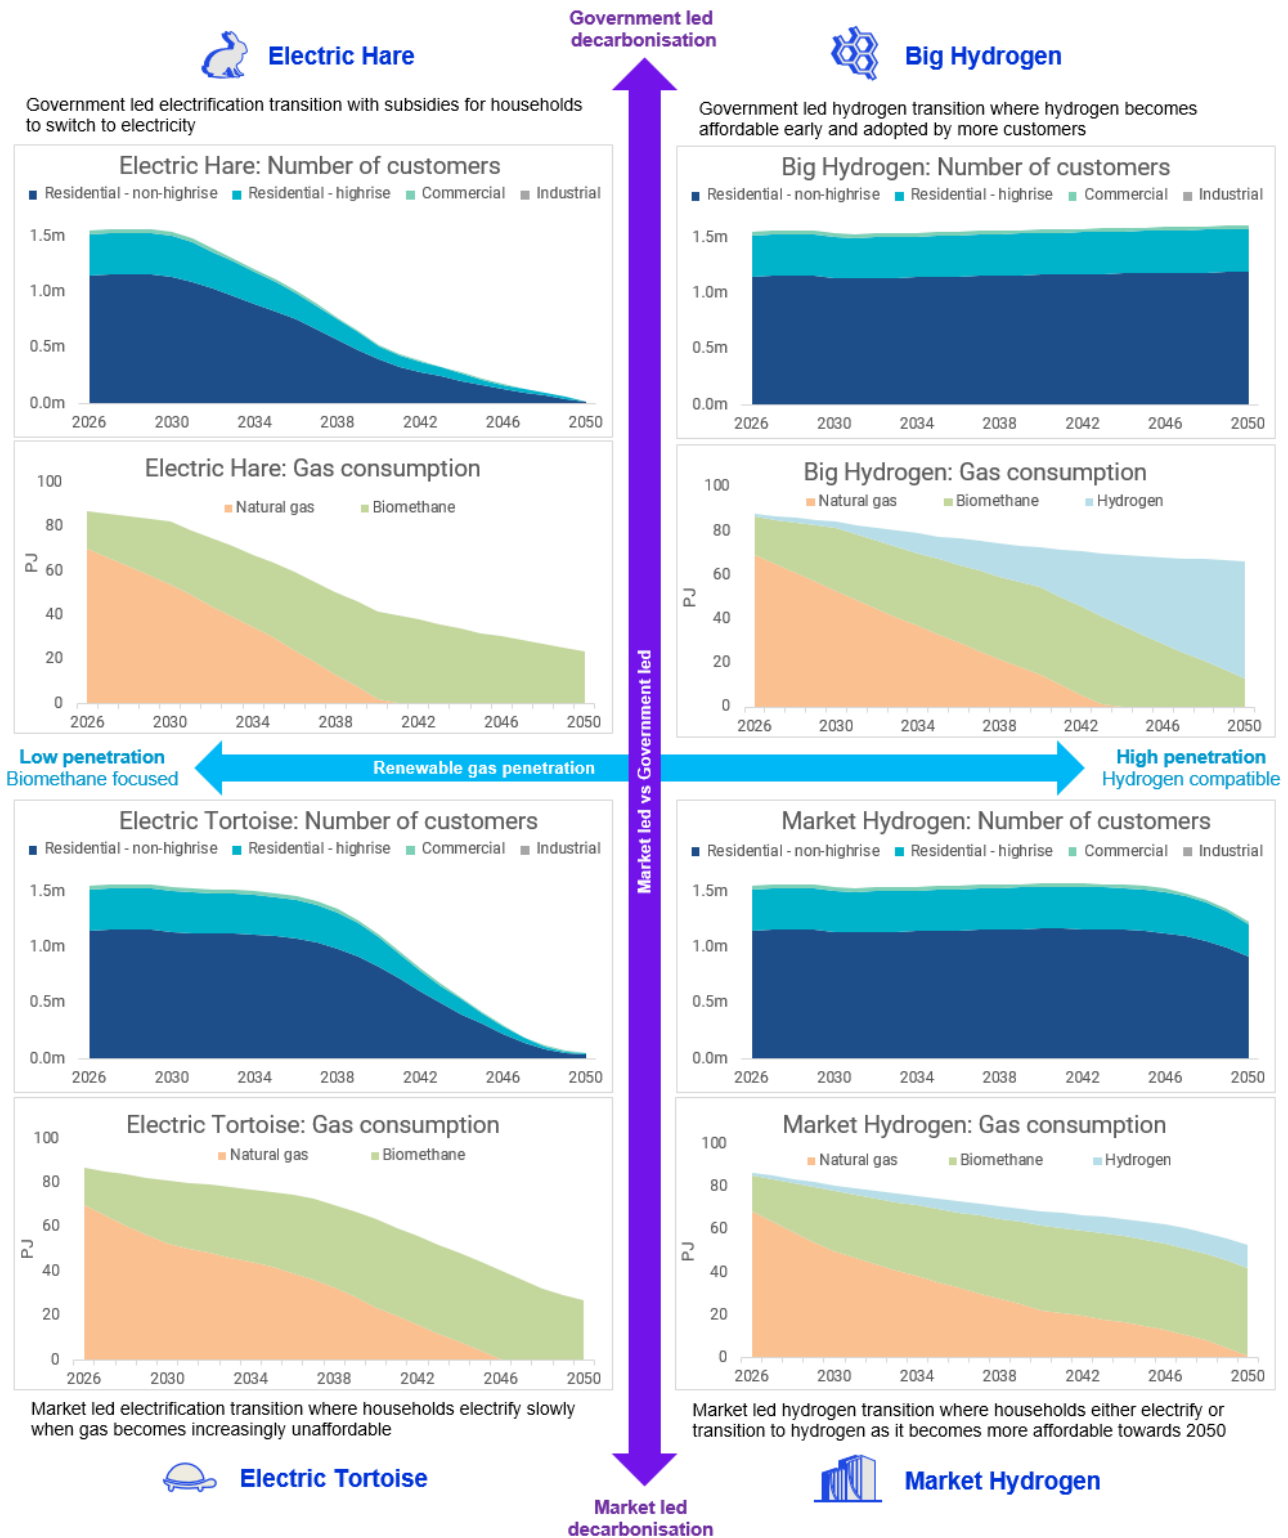 Government led
decarbonisation
Electric Hare
Big Hydrogen
Government led electrification transition with subsidies for households
to switch to electricity
Government led hydrogen transition where hydrogen becomes
affordable early and adopted by more customers
Electric Hare: Number of customers
Residential - non-highrise Residential - highrise Commercial Industrial
1.5m
1.0m
0.5m
0.0m
2026 2030 2034 2038 2042 2046 2050
Big Hydrogen: Number of customers
Residential - non-highrise Residential - highrise Commercial Industrial
1.5m
1.0m
0.5m
0.0m
2026 2030 2034 2038 2042 2046 2050
Electric Hare: Gas consumption
Natural gas Biomethane
100
80
60
40
20
0
PJ
2026 2030 2034 2038 2042 2046 2050
Big Hydrogen: Gas consumption
Natural gas Biomethane Hydrogen
100
80
60
40
20
0
PJ
2026 2030 2034 2038 2042 2046 2050
Market led vs Government led
Low penetration
Biomethane focused
Renewable gas penetration
High penetration
Hydrogen compatible
Electric Tortoise: Number of customers
Residential - non-highrise Residential - highrise Commercial Industrial
1.5m
1.0m
0.5m
0.0m
2026 2030 2034 2038 2042 2046 2050
Market Hydrogen: Number of customers
Residential - non-highrise Residential - highrise Commercial Industrial
1.5m
1.0m
0.5m
0.0m
2026 2030 2034 2038 2042 2046 2050
Electric Tortoise: Gas consumption
Natural gas Biomethane
100
80
60
40
20
0
PJ
2026 2030 2034 2038 2042 2046 2050
Market Hydrogen: Gas consumption
Natural gas Biomethane Hydrogen
100
80
60
40
20
0
PJ
2026 2030 2034 2038 2042 2046 2050
Market led electrification transition where households electrify slowly
when gas becomes increasingly unaffordable
Market led hydrogen transition where households either electrify or
transition to hydrogen as it becomes more affordable towards 2050
Electric Tortoise
Market Hydrogen
Market led
decarbonisation